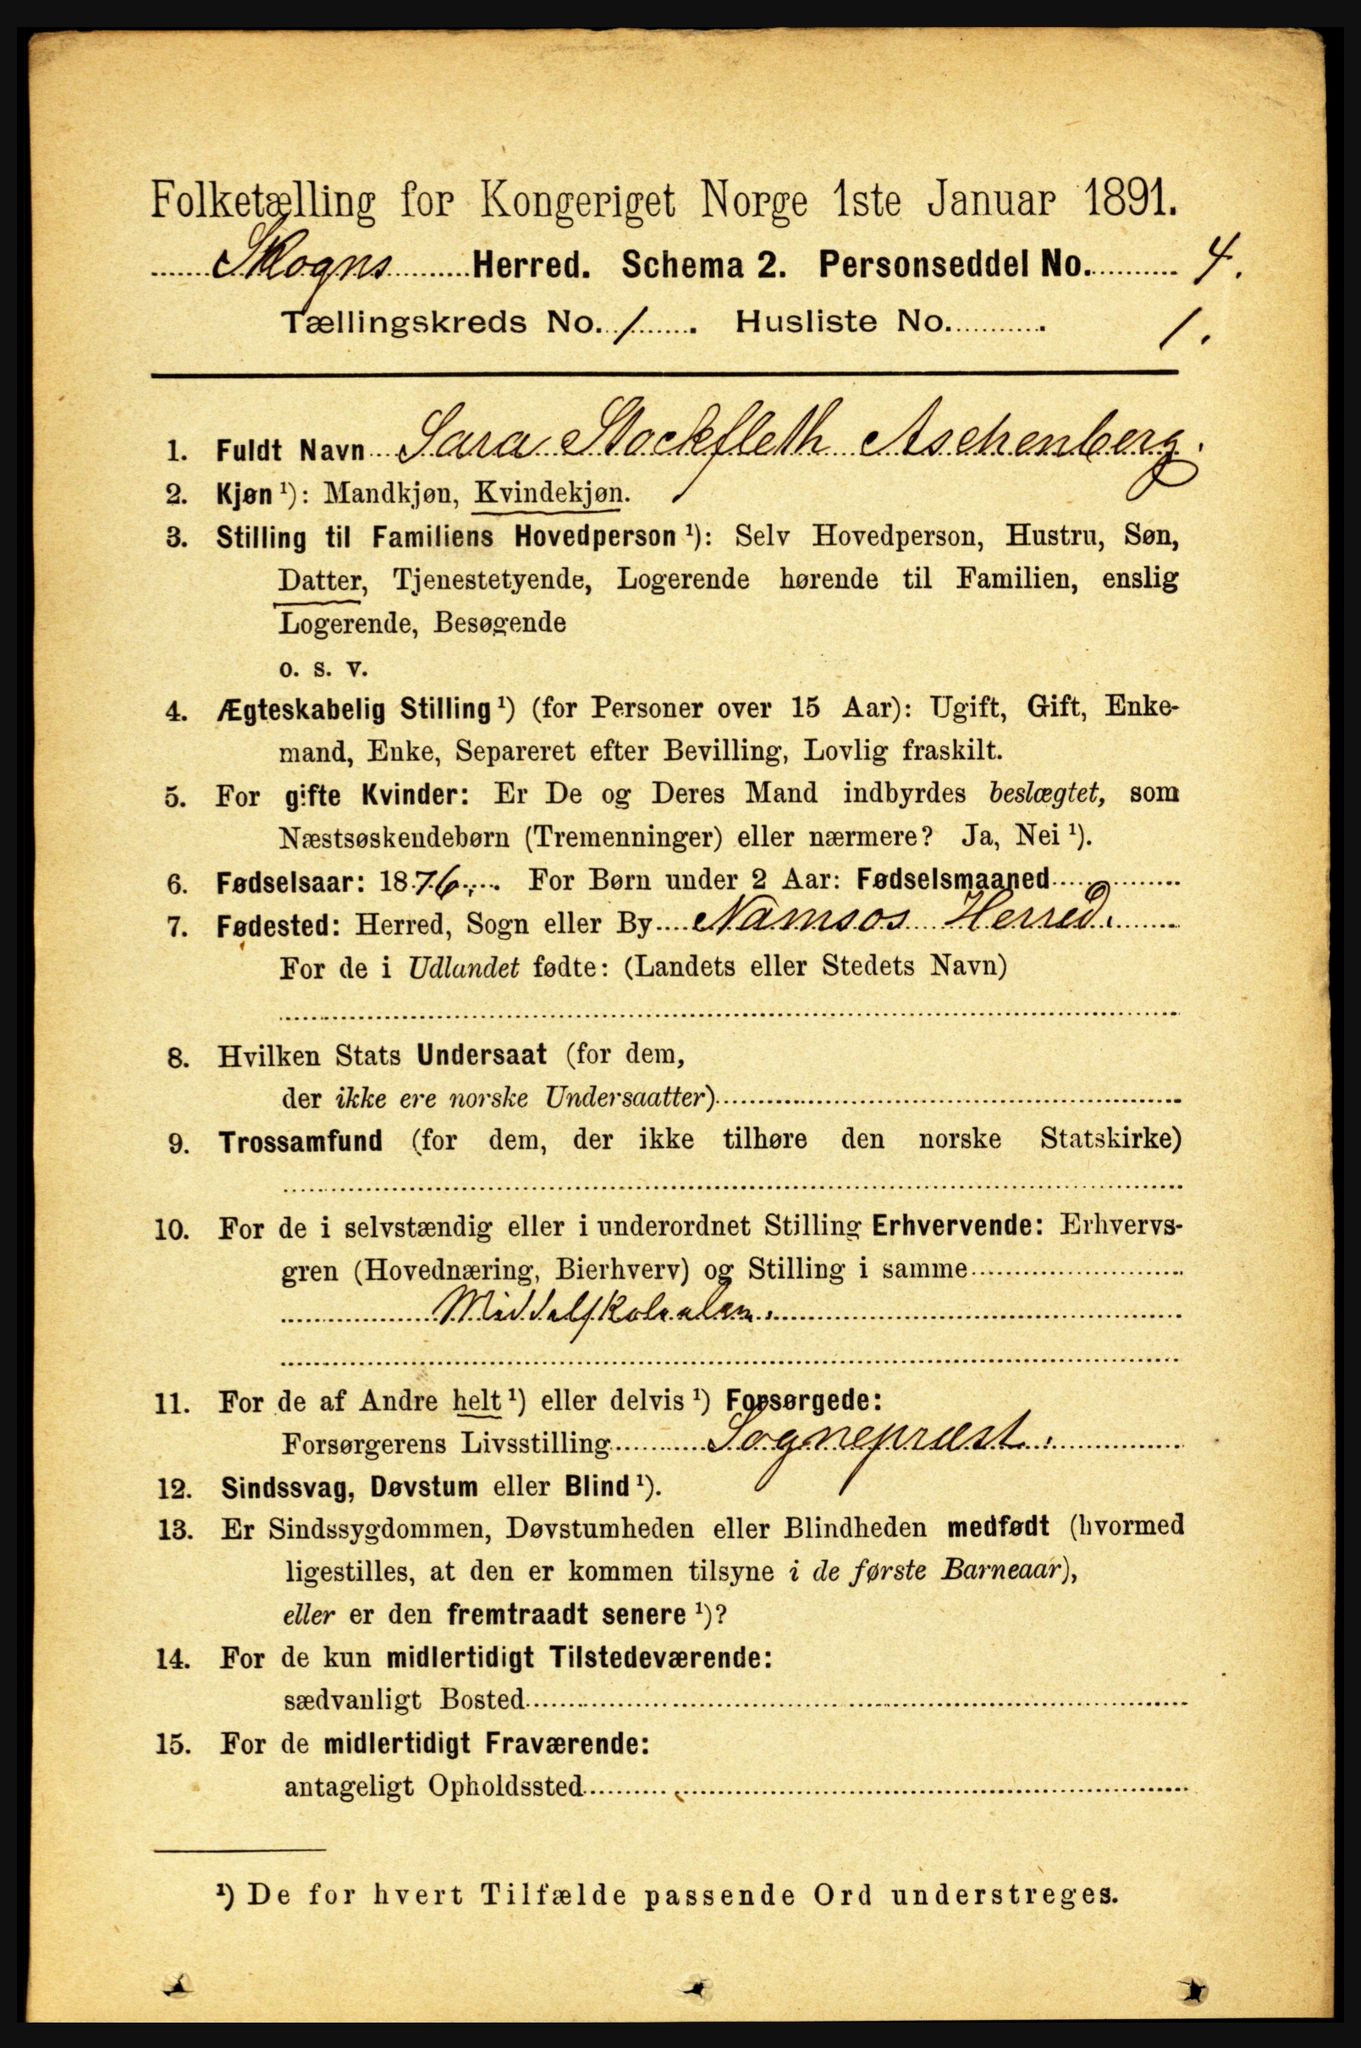 Folketælling for Kongeriget Norge 1ste Januar 1891.
Skogns Herred. Schema 2. Personseddel No. 4.
Tællingskreds No. 1. Husliste No. 1.
1. Fuldt Navn Sara Stockfleth Aschenberg.
2. Kjøn ¹): Mandkjøn, Kvindekjøn.
3. Stilling til Familiens Hovedperson ¹): Selv Hovedperson, Hustru, Søn,
Datter, Tjenestetyende, Logerende hørende til Familien, enslig
Logerende, Besøgende
o. s. v.
4. Ægteskabelig Stilling ¹) (for Personer over 15 Aar): Ugift, Gift, Enke-
mand, Enke, Separeret efter Bevilling, Lovlig fraskilt.
5. For gifte Kvinder: Er De og Deres Mand indbyrdes beslægtet, som
Næstsøskendebørn (Tremenninger) eller nærmere? Ja, Nei ¹).
6. Fødselsaar: 1876. For Børn under 2 Aar: Fødselsmaaned
7. Fødested: Herred, Sogn eller By Namsos Herred.
For de i Udlandet fødte: (Landets eller Stedets Navn)
8. Hvilken Stats Undersaat (for dem,
der ikke ere norske Undersaatter)
9. Trossamfund (for dem, der ikke tilhøre den norske Statskirke)
10. For de i selvstændig eller i underordnet Stilling Erhvervende: Erhvervs-
gren (Hovednæring, Bierhverv) og Stilling i samme
11. For de af Andre helt ¹) eller delvis ¹) Forsørgede:
Forsørgerens Livsstilling Sognepræst.
12. Sindssvag, Døvstum eller Blind ¹).
13. Er Sindssygdommen, Døvstumheden eller Blindheden medfødt (hvormed
ligestilles, at den er kommen tilsyne i de første Barneaar),
eller er den fremtraadt senere ¹)?
14. For de kun midlertidigt Tilstedeværende:
sædvanligt Bosted
15. For de midlertidigt Fraværende:
antageligt Opholdssted
¹) De for hvert Tilfælde passende Ord understreges.